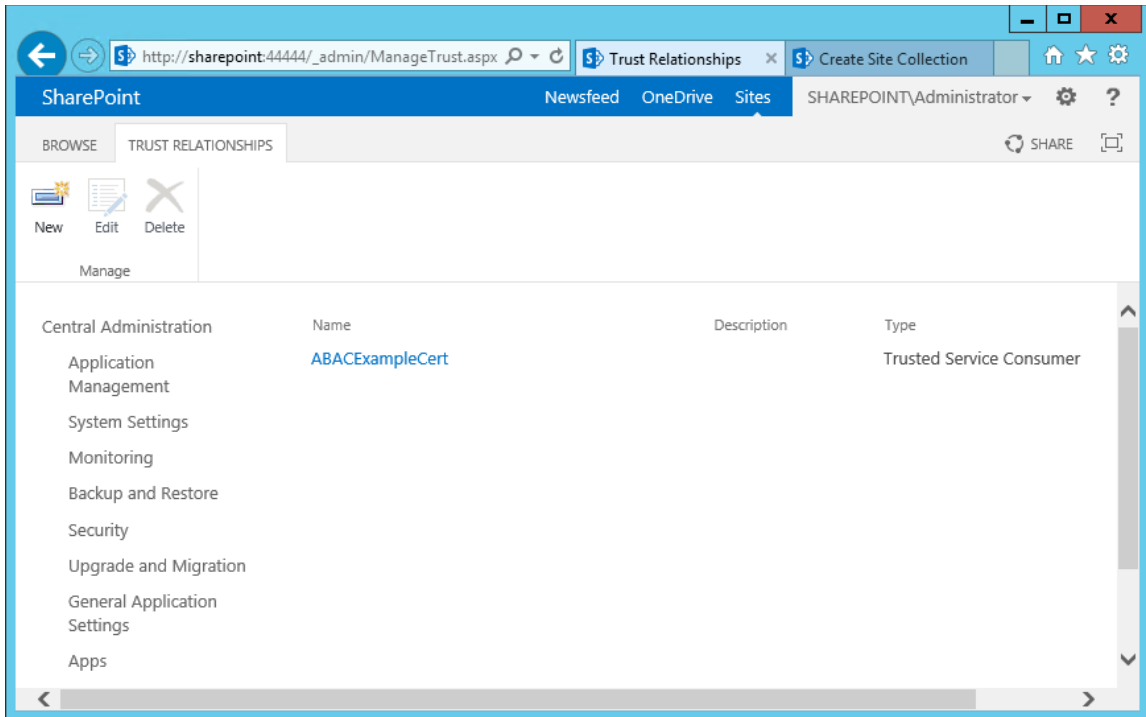 http://sharepoint:44444/_admin/ManageTrust.aspx
Trust Relationships
Create Site Collection
SharePoint
Newsfeed OneDrive Sites SHAREPOINT\Administrator ?
BROWSE TRUST RELATIONSHIPS SHARE
New Edit Delete
Manage
Central Administration
Application
Management
System Settings
Monitoring
Backup and Restore
Security
Upgrade and Migration
General Application
Settings
Apps
Name Description Type
ABACExampleCert Trusted Service Consumer